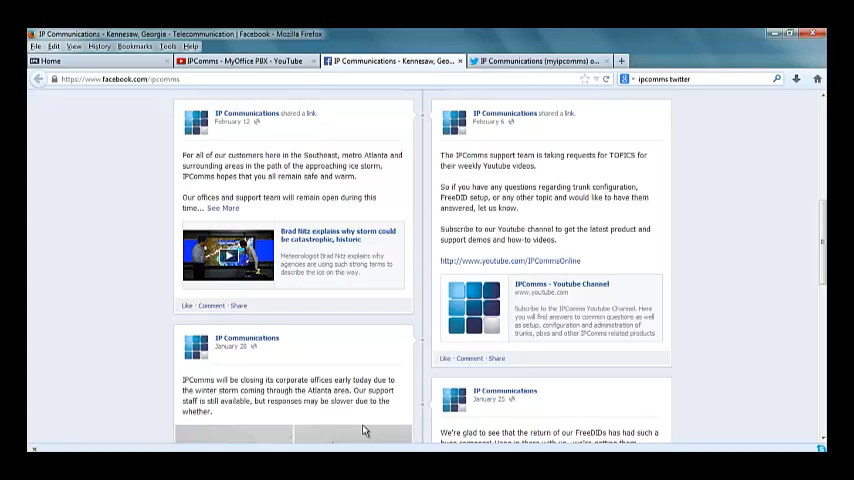 IP Communications - Kennesaw, Georgia - Telecommunication | Facebook - Mozilla Firefox
File Edit View History Bookmarks Tools Help
Home × IPComms - MyOffice PBX - YouTube × IP Communications - Kennesaw, Geo... × IP Communications (myipcomms) o... × +
https://www.facebook.com/ipcomms
ipcomms twitter
IP Communications shared a link.
February 12
For all of our customers here in the Southeast, metro Atlanta and
surrounding areas in the path of the approaching ice storm,
IPComms hopes that you all remain safe and warm.
Our offices and support team will remain open during this
time... See More
Brad Nitz explains why storm could
be catastrophic, historic
Meteorologist Brad Nitz explains why
agencies are using such strong terms to
describe the ice on the way.
Like · Comment · Share
IP Communications
January 28
IPComms will be closing its corporate offices early today due to
the winter storm coming through the Atlanta area. Our support
staff is still available, but responses may be slower due to the
whether.
IP Communications shared a link.
February 6
The IPComms support team is taking requests for TOPICS for
their weekly Youtube videos.
So if you have any questions regarding trunk configuration,
FreeDID setup, or any other topic and would like to have them
answered, let us know.
Subscribe to our Youtube channel to get the latest product and
support demos and how-to videos.
http://www.youtube.com/IPCommsOnline
IPComms - Youtube Channel
www.youtube.com
Subcribe to the IPComms Youtube Channel. Here
you will find answers to common questions as well
as setup, configuration and administration of
trunks, pbxs and other IPComms related products
Like · Comment · Share
IP Communications
January 25
We're glad to see that the return of our FreeDIDs has had such a